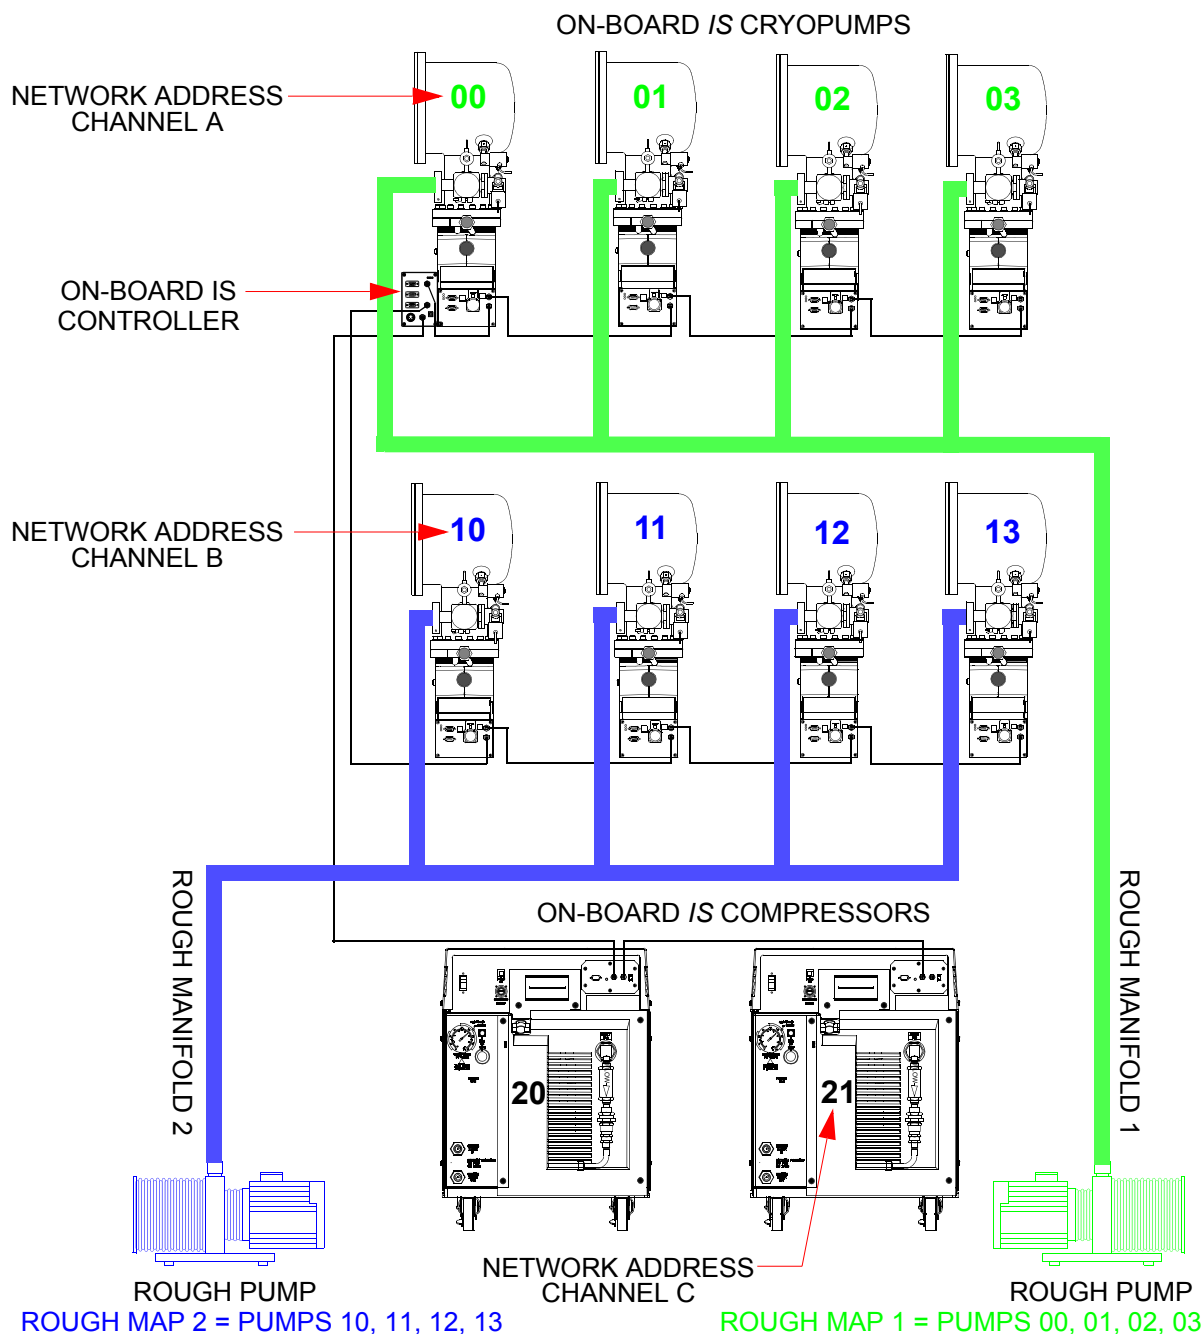 ON-BOARD IS CRYOPUMPS
NETWORK ADDRESS
CHANNEL A
00
01
02
03
ON-BOARD IS
CONTROLLER
NETWORK ADDRESS
CHANNEL B
10
11
12
13
ROUGH MANIFOLD 2
ROUGH MANIFOLD 1
ON-BOARD IS COMPRESSORS
20
21
NETWORK ADDRESS
CHANNEL C
ROUGH PUMP
ROUGH MAP 2 = PUMPS 10, 11, 12, 13
ROUGH PUMP
ROUGH MAP 1 = PUMPS 00, 01, 02, 03